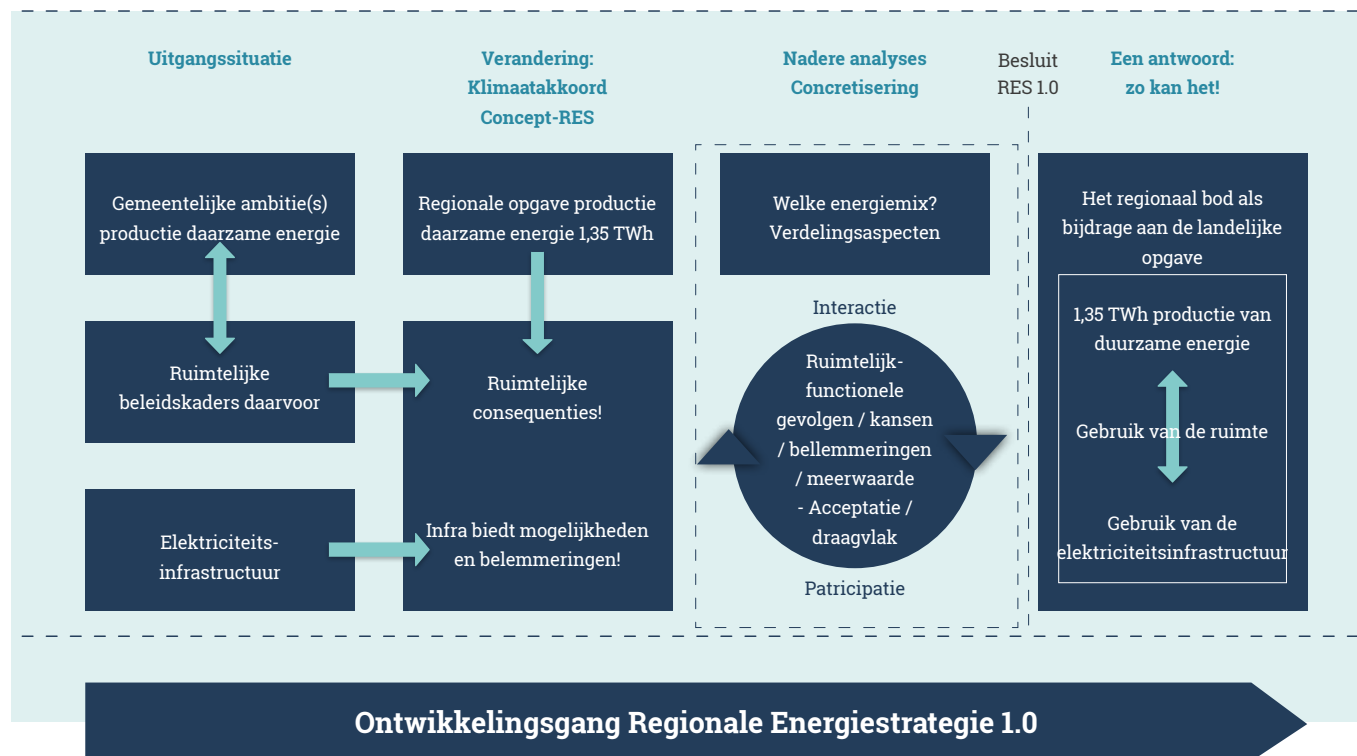 Uitgangssituatie
Verandering:
Klimaatakkoord
Concept-RES
Nadere analyses
Concretisering
Besluit
RES 1.0
Een antwoord:
zo kan het!
Gemeentelijke ambitie(s)
productie daarzame energie
Ruimtelijke
beleidskaders daarvoor
Elektriciteits-
infrastructuur
Regionale opgave productie
daarzame energie 1,35 TWh
Ruimtelijke
consequenties!
Infra biedt mogelijkheden
en belemmeringen!
Welke energiemix?
Verdelingsaspecten
Interactie
Ruimtelijk-
functionele
gevolgen / kansen
/ bellemmeringen
/ meerwaarde
- Acceptatie /
draagvlak
Patricipatie
Het regionaal bod als
bijdrage aan de landelijke
opgave
1,35 TWh productie van
duurzame energie
Gebruik van de ruimte
Gebruik van de
elektriciteitsinfrastructuur
Ontwikkelingsgang Regionale Energiestrategie 1.0